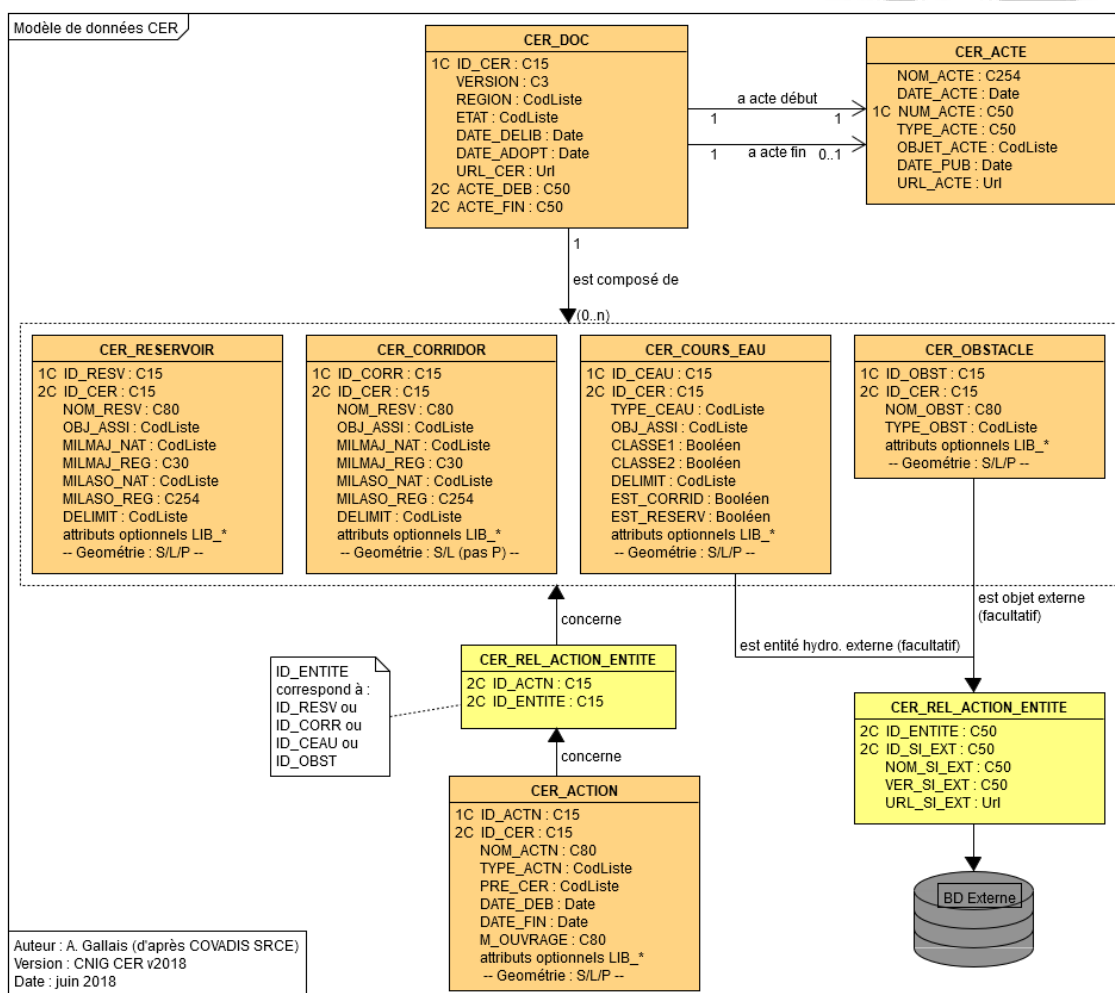 Modèle de données CER
CER_DOC
1C ID_CER : C15
VERSION : C3
REGION : CodListe
ETAT : CodListe
DATE_DELIB : Date
DATE_ADOPT : Date
URL_CER : Url
2C ACTE_DEB : C50
2C ACTE_FIN : C50
a acte début
1
1
1
a acte fin
0..1
CER_ACTE
NOM_ACTE : C254
DATE_ACTE : Date
1C NUM_ACTE : C50
TYPE_ACTE : C50
OBJET_ACTE : CodListe
DATE_PUB : Date
URL_ACTE : Url
1
est composé de
(0..n)
CER_RESERVOIR
1C ID_RESV : C15
2C ID_CER : C15
NOM_RESV : C80
OBJ_ASSI : CodListe
MILMAJ_NAT : CodListe
MILMAJ_REG : C30
MILASO_NAT : CodListe
MILASO_REG : C254
DELIMIT : CodListe
attributs optionnels LIB_*
-- Geométrie : S/L/P --
CER_CORRIDOR
1C ID_CORR : C15
2C ID_CER : C15
NOM_RESV : C80
OBJ_ASSI : CodListe
MILMAJ_NAT : CodListe
MILMAJ_REG : C30
MILASO_NAT : CodListe
MILASO_REG : C254
DELIMIT : CodListe
attributs optionnels LIB_*
-- Geométrie : S/L (pas P) --
CER_COURS_EAU
1C ID_CEAU : C15
2C ID_CER : C15
TYPE_CEAU : CodListe
OBJ_ASSI : CodListe
CLASSE1 : Booléen
CLASSE2 : Booléen
DELIMIT : CodListe
EST_CORRID : Booléen
EST_RESERV : Booléen
attributs optionnels LIB_*
-- Geométrie : S/L/P --
CER_OBSTACLE
1C ID_OBST : C15
2C ID_CER : C15
NOM_OBST : C80
TYPE_OBST : CodListe
attributs optionnels LIB_*
-- Geométrie : S/L/P --
concerne
est objet externe
(facultatif)
est entité hydro. externe (facultatif)
ID_ENTITE
correspond à :
ID_RESV ou
ID_CORR ou
ID_CEAU ou
ID_OBST
CER_REL_ACTION_ENTITE
2C ID_ACTN : C15
2C ID_ENTITE : C15
concerne
CER_REL_ACTION_ENTITE
2C ID_ENTITE : C50
2C ID_SI_EXT : C50
NOM_SI_EXT : C50
VER_SI_EXT : C50
URL_SI_EXT : Url
CER_ACTION
1C ID_ACTN : C15
2C ID_CER : C15
NOM_ACTN : C80
TYPE_ACTN : CodListe
PRE_CER : CodListe
DATE_DEB : Date
DATE_FIN : Date
M_OUVRAGE : C80
attributs optionnels LIB_*
-- Geométrie : S/L/P --
BD Externe
Auteur : A. Gallais (d'après COVADIS SRCE)
Version : CNIG CER v2018
Date : juin 2018